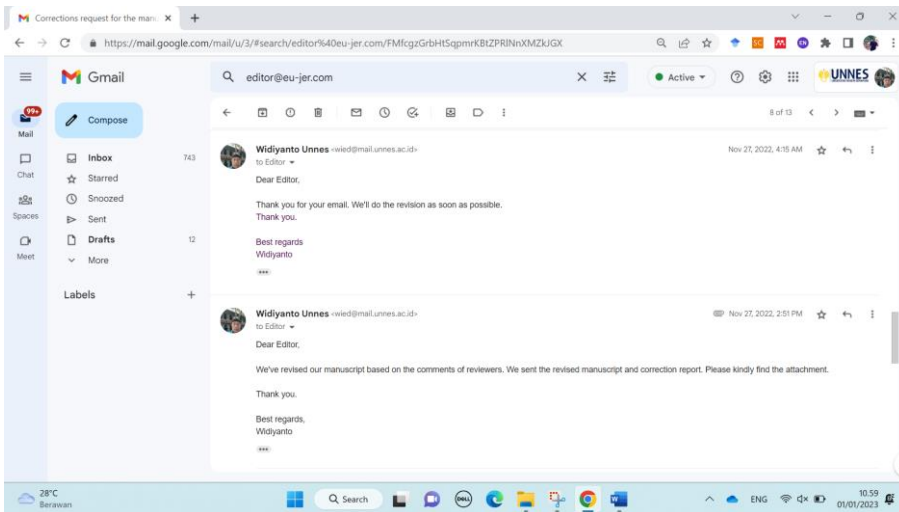 Corrections request for the manu
https://mail.google.com/mail/u/3/#search/editor%40eu-jer.com/FMfcgzGrbHtSqpmrKBtZPRlNnXMZkJGX
Gmail
editor@eu-jer.com
Active
UNNES
99+
Mail
Compose
8 of 13
Chat
Inbox 743
Starred
Spaces
Snoozed
Sent
Meet
Drafts 12
More
Labels
Widiyanto Unnes <wied@mail.unnes.ac.id>
Nov 27, 2022, 4:15 AM
to Editor
Dear Editor,
Thank you for your email. We'll do the revision as soon as possible.
Thank you.
Best regards
Widiyanto
Widiyanto Unnes <wied@mail.unnes.ac.id>
Nov 27, 2022, 2:51 PM
to Editor
Dear Editor,
We've revised our manuscript based on the comments of reviewers. We sent the revised manuscript and correction report. Please kindly find the attachment.
Thank you.
Best regards,
Widiyanto
28°C
Berawan
Search
DELL
ENG
10.59
01/01/2023